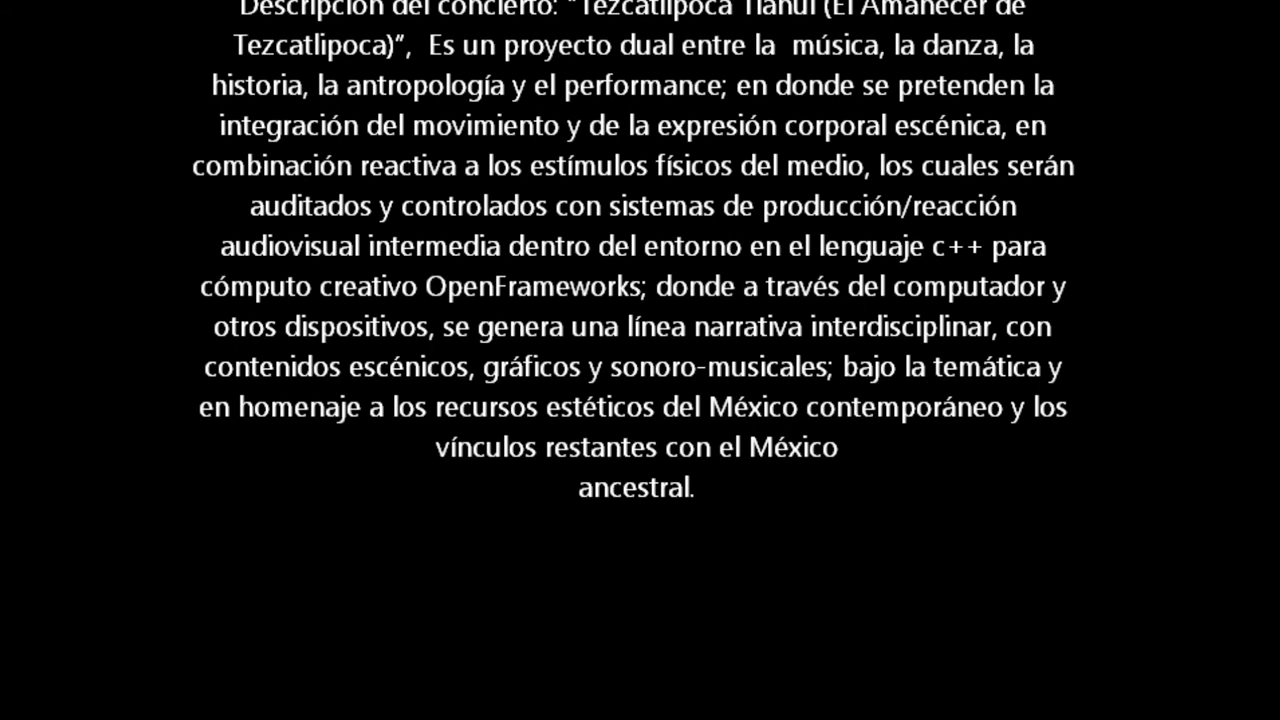 Descripción del concierto: "Tezcatlipoca Tlahui (El Amanecer de
Tezcatlipoca)”,  Es un proyecto dual entre la  música, la danza, la
historia, la antropología y el performance; en donde se pretenden la
integración del movimiento y de la expresión corporal escénica, en
combinación reactiva a los estímulos físicos del medio, los cuales serán
auditados y controlados con sistemas de producción/reacción
audiovisual intermedia dentro del entorno en el lenguaje c++ para
cómputo creativo OpenFrameworks; donde a través del computador y
otros dispositivos, se genera una línea narrativa interdisciplinar, con
contenidos escénicos, gráficos y sonoro-musicales; bajo la temática y
en homenaje a los recursos estéticos del México contemporáneo y los
vínculos restantes con el México
ancestral.